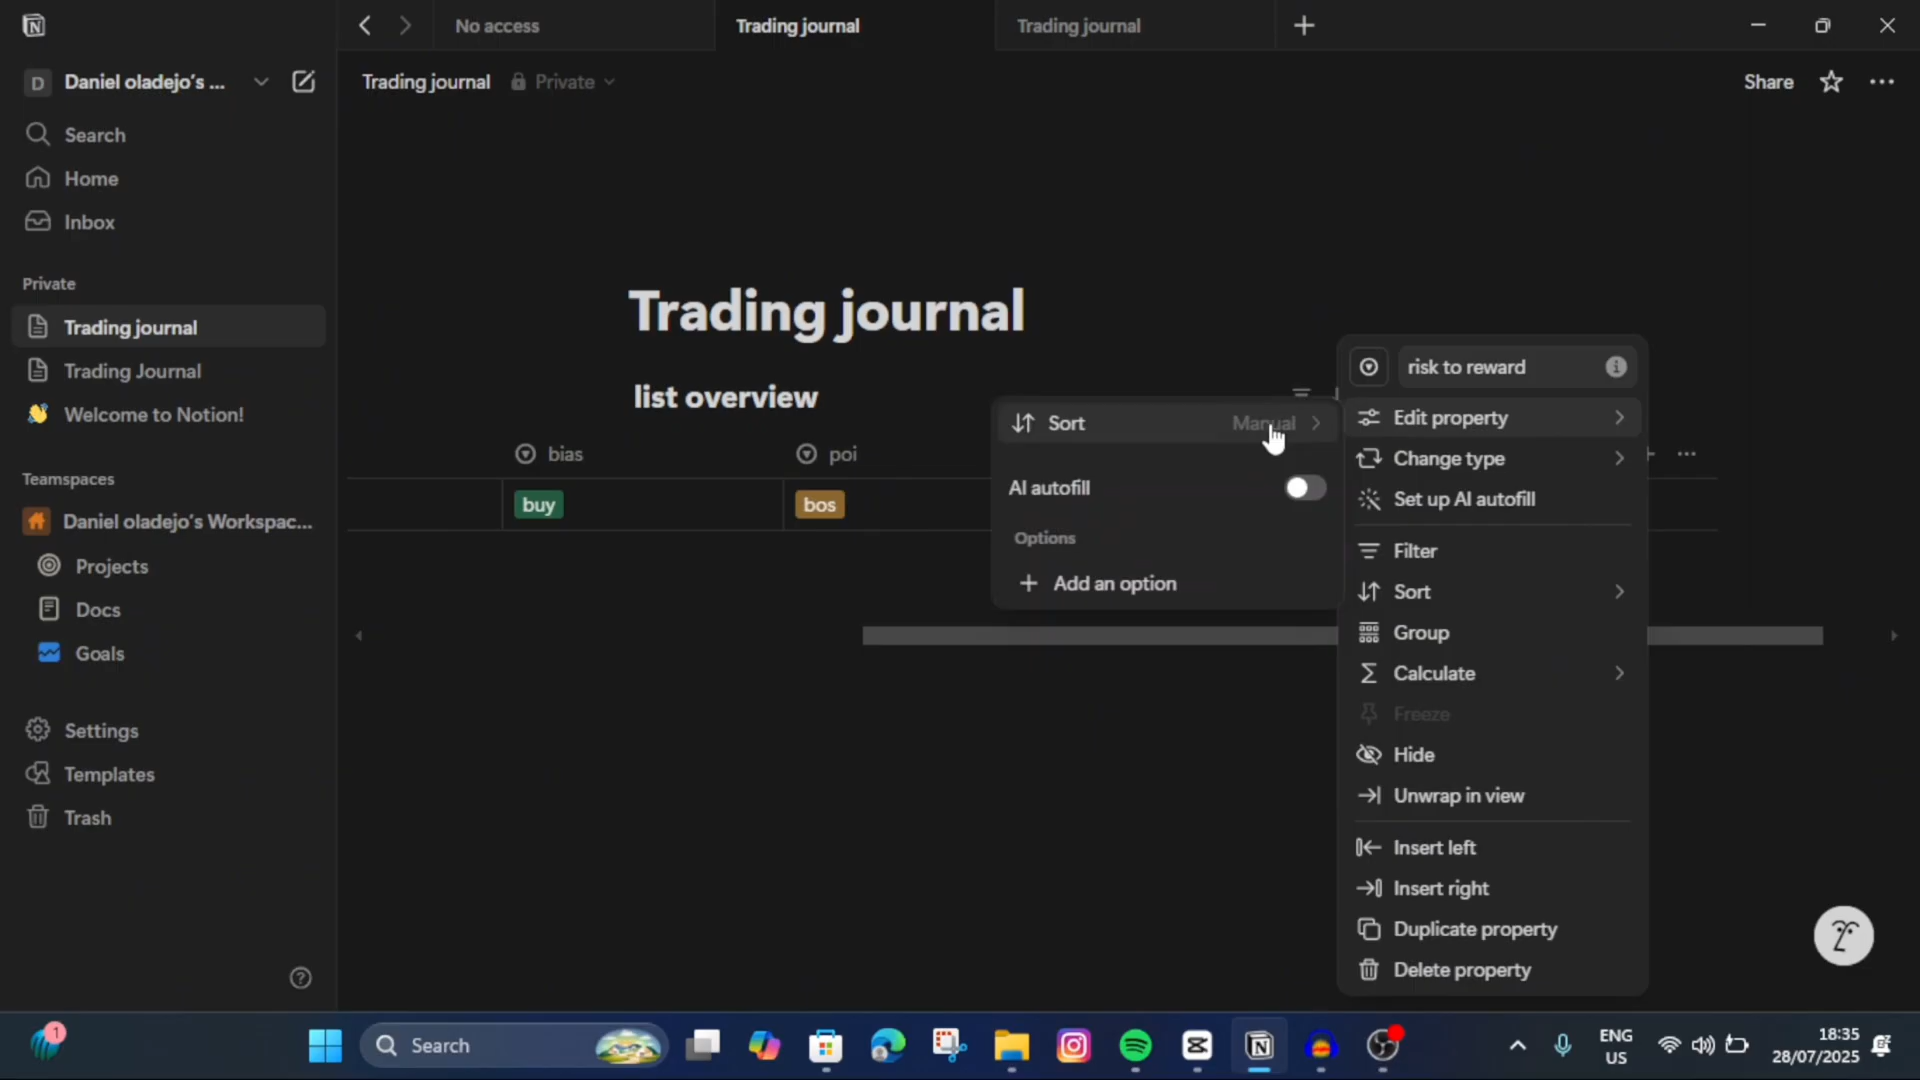 No access
Trading journal
Trading journal
D
Daniel oladejo's ...
Trading journal
Private
Share
Search
Home
Inbox
Private
Trading journal
Trading Journal
Welcome to Notion!
Teamspaces
Daniel oladejo's Workspac...
Projects
Docs
Goals
Settings
Templates
Trash
Trading journal
list overview
bias
poi
buy
bos
Sort
Manual
AI autofill
Options
Add an option
risk to reward
Edit property
Change type
Set up AI autofill
Filter
Sort
Group
Calculate
Freeze
Hide
Unwrap in view
Insert left
Insert right
Duplicate property
Delete property
1
Search
ENG
US
18:35
28/07/2025